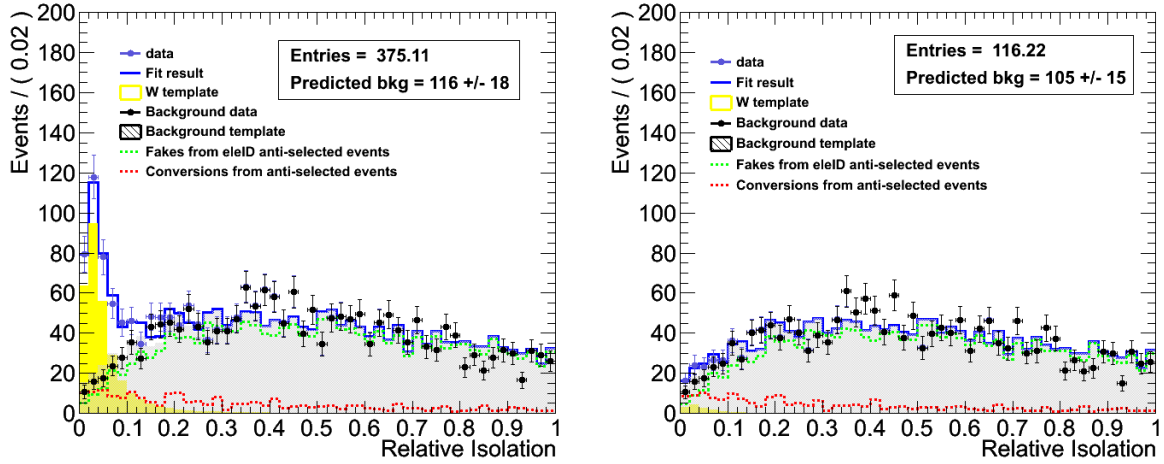 Events / ( 0.02 )
200
180
160
140
120
100
80
60
40
20
0
data
Fit result
W template
Background data
Background template
Fakes from eleID anti-selected events
Conversions from anti-selected events
Entries = 375.11
Predicted bkg = 116 +/- 18
0 0.1 0.2 0.3 0.4 0.5 0.6 0.7 0.8 0.9 1
Relative Isolation
Events / ( 0.02 )
200
180
160
140
120
100
80
60
40
20
0
data
Fit result
W template
Background data
Background template
Fakes from eleID anti-selected events
Conversions from anti-selected events
Entries = 116.22
Predicted bkg = 105 +/- 15
0 0.1 0.2 0.3 0.4 0.5 0.6 0.7 0.8 0.9 1
Relative Isolation